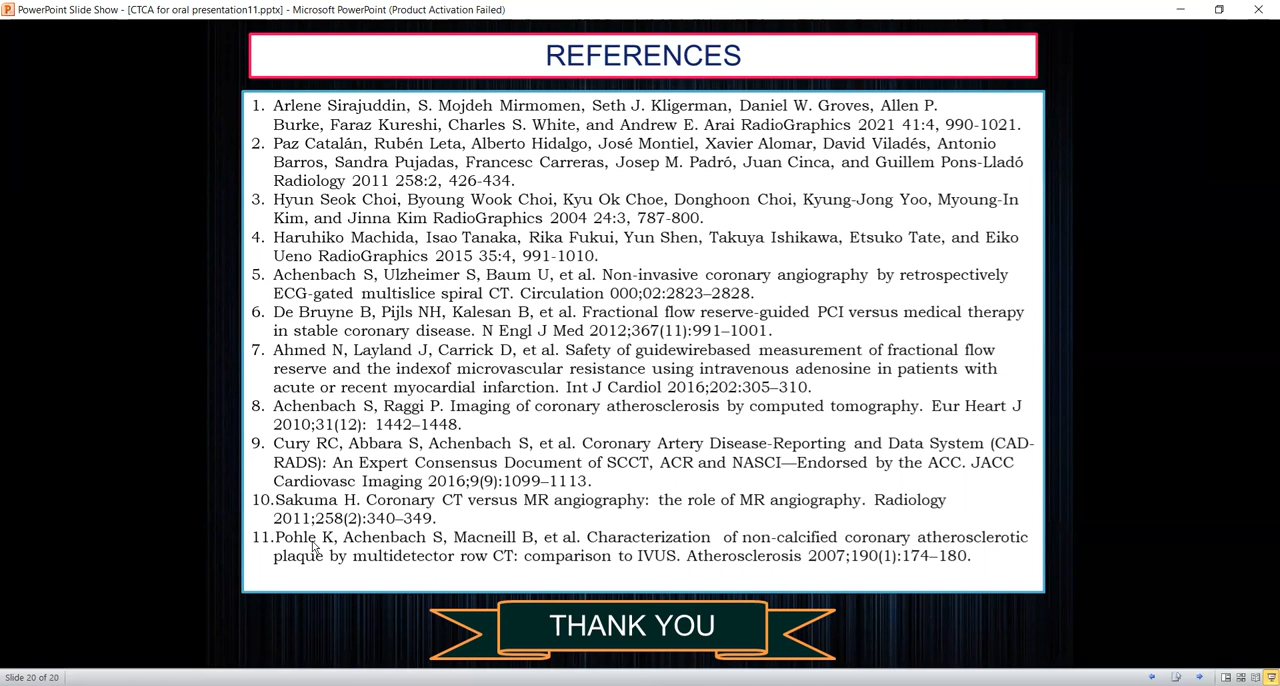 PowerPoint Slide Show - [CTCA for oral presentation11.pptx] - Microsoft PowerPoint (Product Activation Failed)
REFERENCES
1. Arlene Sirajuddin, S. Mojdeh Mirmomen, Seth J. Kligerman, Daniel W. Groves, Allen P.
Burke, Faraz Kureshi, Charles S. White, and Andrew E. Arai RadioGraphics 2021 41:4, 990-1021.
2. Paz Catalán, Rubén Leta, Alberto Hidalgo, José Montiel, Xavier Alomar, David Viladés, Antonio
Barros, Sandra Pujadas, Francesc Carreras, Josep M. Padró, Juan Cinca, and Guillem Pons-Lladó
Radiology 2011 258:2, 426-434.
3. Hyun Seok Choi, Byoung Wook Choi, Kyu Ok Choe, Donghoon Choi, Kyung-Jong Yoo, Myoung-In
Kim, and Jinna Kim RadioGraphics 2004 24:3, 787-800.
4. Haruhiko Machida, Isao Tanaka, Rika Fukui, Yun Shen, Takuya Ishikawa, Etsuko Tate, and Eiko
Ueno RadioGraphics 2015 35:4, 991-1010.
5. Achenbach S, Ulzheimer S, Baum U, et al. Non-invasive coronary angiography by retrospectively
ECG-gated multislice spiral CT. Circulation 000;02:2823–2828.
6. De Bruyne B, Pijls NH, Kalesan B, et al. Fractional flow reserve-guided PCI versus medical therapy
in stable coronary disease. N Engl J Med 2012;367(11):991–1001.
7. Ahmed N, Layland J, Carrick D, et al. Safety of guidewirebased measurement of fractional flow
reserve and the indexof microvascular resistance using intravenous adenosine in patients with
acute or recent myocardial infarction. Int J Cardiol 2016;202:305–310.
8. Achenbach S, Raggi P. Imaging of coronary atherosclerosis by computed tomography. Eur Heart J
2010;31(12): 1442–1448.
9. Cury RC, Abbara S, Achenbach S, et al. Coronary Artery Disease-Reporting and Data System (CAD-
RADS): An Expert Consensus Document of SCCT, ACR and NASCI—Endorsed by the ACC. JACC
Cardiovasc Imaging 2016;9(9):1099–1113.
10.Sakuma H. Coronary CT versus MR angiography: the role of MR angiography. Radiology
2011;258(2):340–349.
11.Pohle K, Achenbach S, Macneill B, et al. Characterization of non-calcified coronary atherosclerotic
plaque by multidetector row CT: comparison to IVUS. Atherosclerosis 2007;190(1):174–180.
THANK YOU
Slide 20 of 20